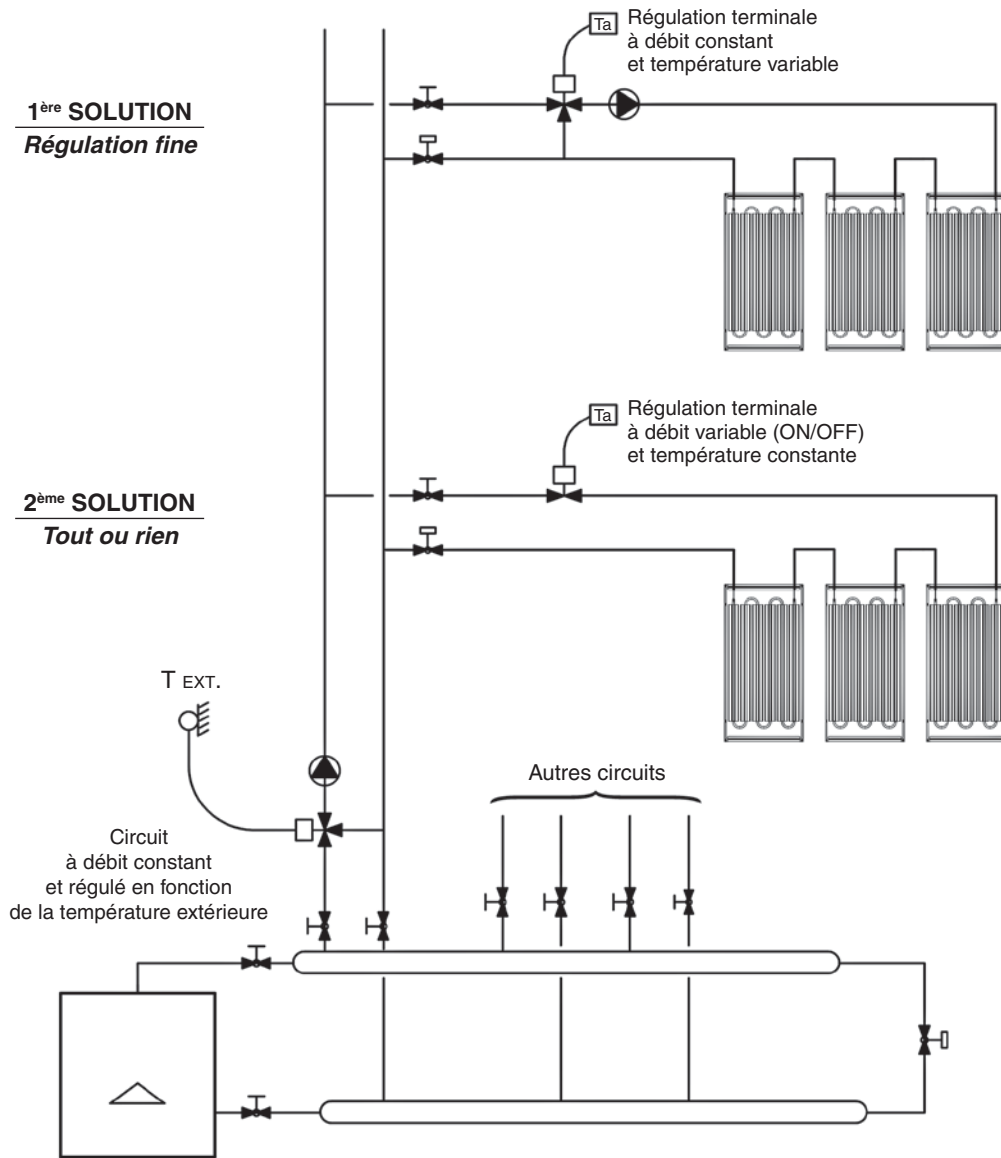 Ta
Régulation terminale
à débit constant
et température variable
1ère SOLUTION
Régulation fine
Ta
Régulation terminale
à débit variable (ON/OFF)
et température constante
2ème SOLUTION
Tout ou rien
T EXT.
Autres circuits
Circuit
à débit constant
et régulé en fonction
de la température extérieure